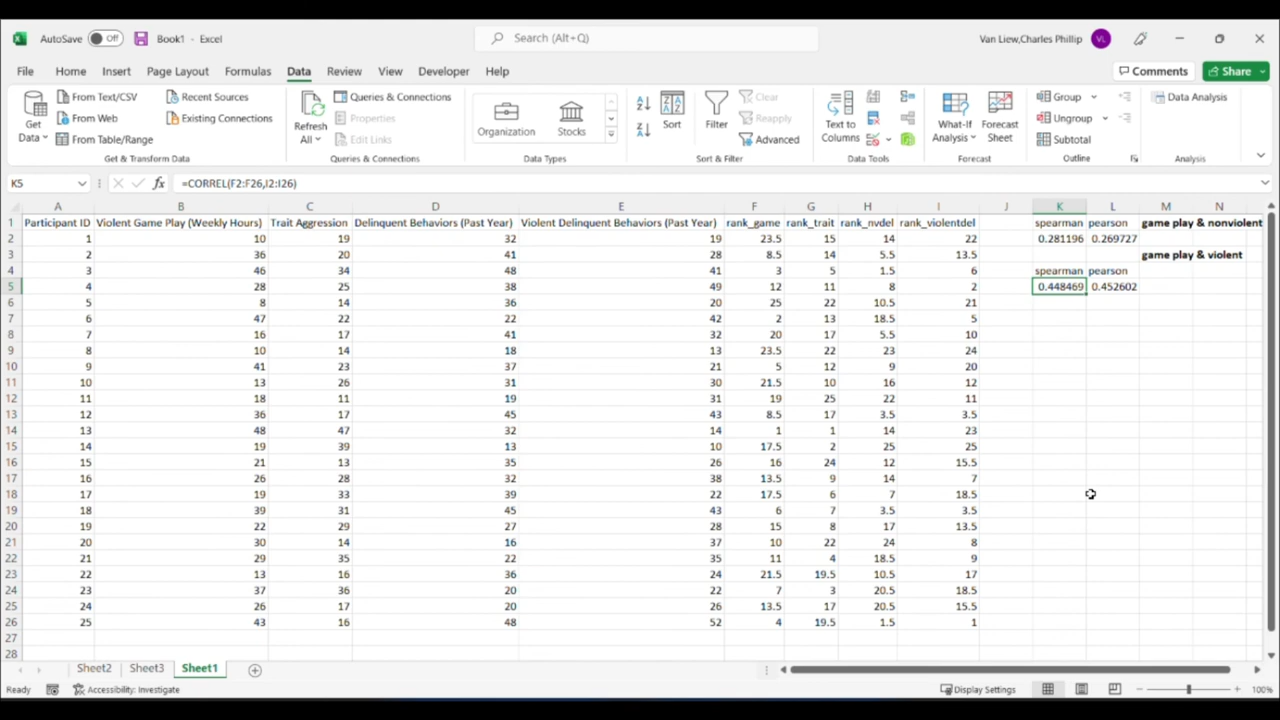 AutoSave Off Book1 - Excel Search (Alt+Q) Van Liew,Charles Phillip VL
File Home Insert Page Layout Formulas Data Review View Developer Help Comments Share
Get Data From Text/CSV From Web From Table/Range Recent Sources Existing Connections Refresh All Queries & Connections Properties Edit Links Organization Stocks Sort Filter Clear Reapply Advanced Text to Columns What-If Analysis Forecast Sheet Group Ungroup Subtotal Data Analysis
Get & Transform Data Queries & Connections Data Types Sort & Filter Data Tools Forecast Outline Analysis
K5 fx =CORREL(F2:F26,I2:I26)
A B C D E F G H I J K L M N
1 Participant ID Violent Game Play (Weekly Hours) Trait Aggression Delinquent Behaviors (Past Year) Violent Delinquent Behaviors (Past Year) rank_game rank_trait rank_nvdel rank_violentdel spearman pearson game play & nonviolent
2 1 10 19 32 19 23.5 15 14 22 0.281196 0.269727
3 2 36 20 41 28 8.5 14 5.5 13.5 game play & violent
4 3 46 34 48 41 3 5 1.5 6 spearman pearson
5 4 28 25 38 49 12 11 8 2 0.448469 0.452602
6 5 8 14 36 20 25 22 10.5 21
7 6 47 22 22 42 2 13 18.5 5
8 7 16 17 41 32 20 17 5.5 10
9 8 10 14 18 13 23.5 22 23 24
10 9 41 23 37 21 5 12 9 20
11 10 13 26 31 30 21.5 10 16 12
12 11 18 11 19 31 19 25 22 11
13 12 36 17 45 43 8.5 17 3.5 3.5
14 13 48 47 32 14 1 1 14 23
15 14 19 39 13 10 17.5 2 25 25
16 15 21 13 35 26 16 24 12 15.5
17 16 26 28 32 38 13.5 9 14 7
18 17 19 33 39 22 17.5 6 7 18.5
19 18 39 31 45 43 6 7 3.5 3.5
20 19 22 29 27 28 15 8 17 13.5
21 20 30 14 16 37 10 22 24 8
22 21 29 35 22 35 11 4 18.5 9
23 22 13 16 36 24 21.5 19.5 10.5 17
24 23 37 36 20 22 7 3 20.5 18.5
25 24 26 17 20 26 13.5 17 20.5 15.5
26 25 43 16 48 52 4 19.5 1.5 1
27
28
Sheet2 Sheet3 Sheet1
Ready Accessibility: Investigate Display Settings 100%